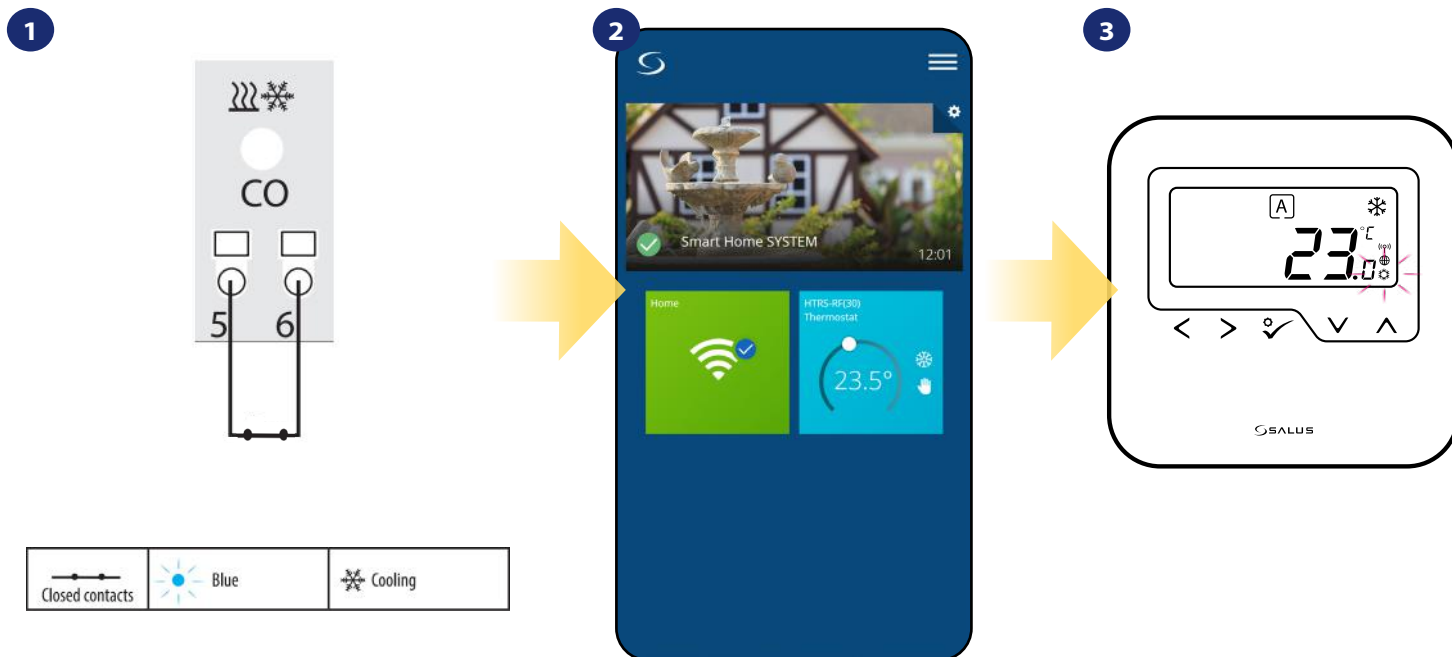 1
CO
5 6
Closed contacts
Blue
Cooling
2
Smart Home SYSTEM
12:01
Home
HTRS-RF(30)
Thermostat
23.5°
3
A
23.0 °C
SALUS